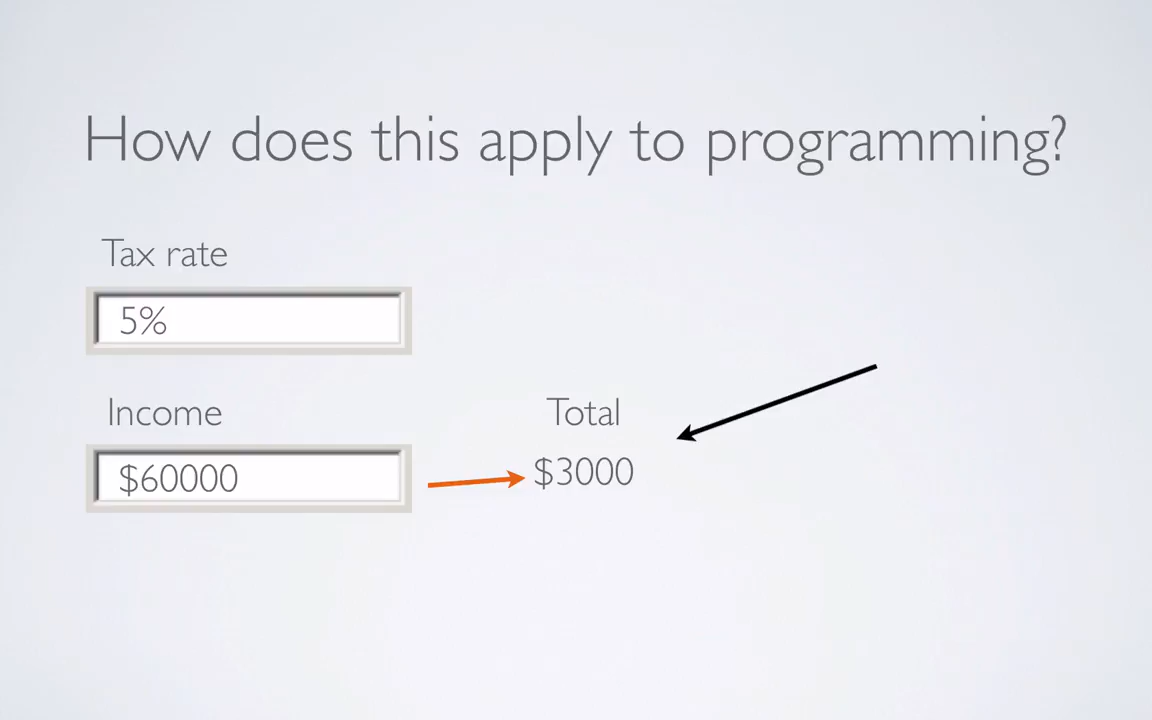 How does this apply to programming?
Tax rate
5%
Income
Total
$60000
$3000